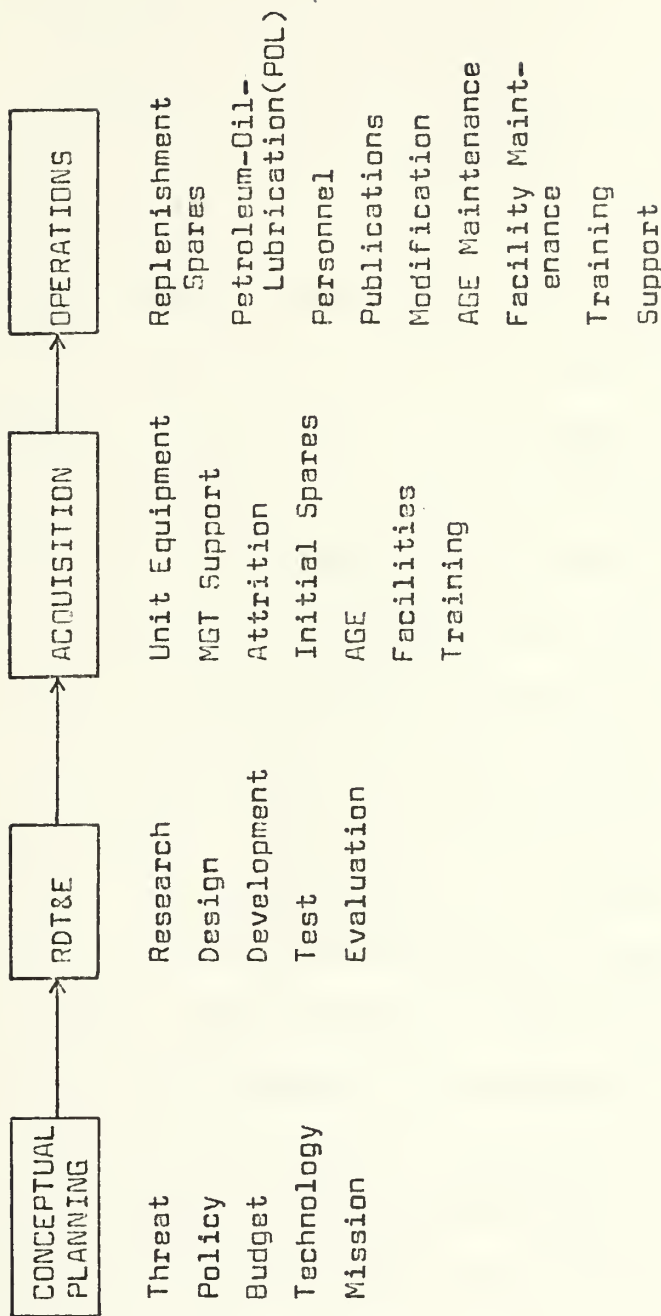 CONCEPTUAL
PLANNING
Threat
Policy
Budget
Technology
Mission
RDT&E
Research
Design
Development
Test
Evaluation
ACQUISITION
Unit Equipment
MGT Support
Attrition
Initial Spares
AGE
Facilities
Training
OPERATIONS
Replenishment
Spares
Petroleum-Oil-
Lubrication(POL)
Personnel
Publications
Modification
AGE Maintenance
Facility Maint-
enance
Training
Support